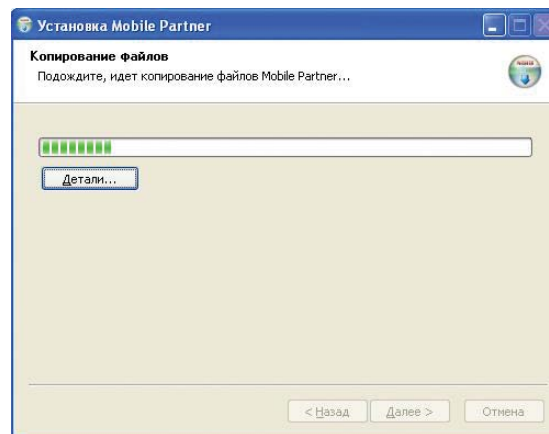 Установка Mobile Partner
Копирование файлов
Подождите, идет копирование файлов Mobile Partner...
Детали...
< Назад
Далее >
Отмена